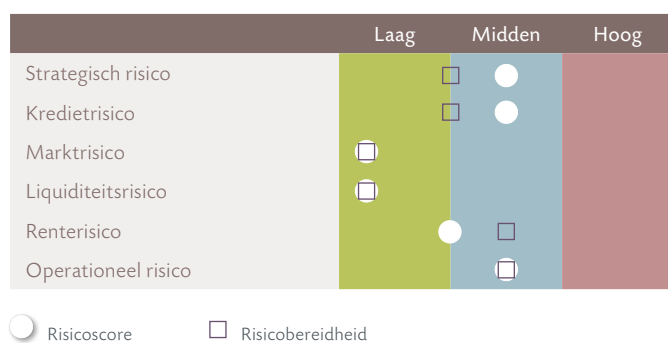 Laag Midden Hoog
Strategisch risico
Kredietrisico
Marktrisico
Liquiditeitsrisico
Renterisico
Operationeel risico
Risicoscore Risicobereidheid